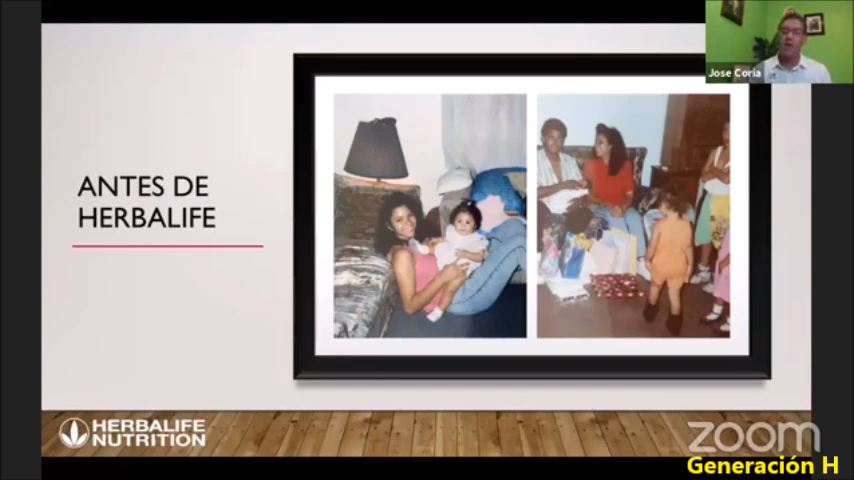 Jose Coria
ANTES DE
HERBALIFE
HERBALIFE
NUTRITION
zoom
Generación H